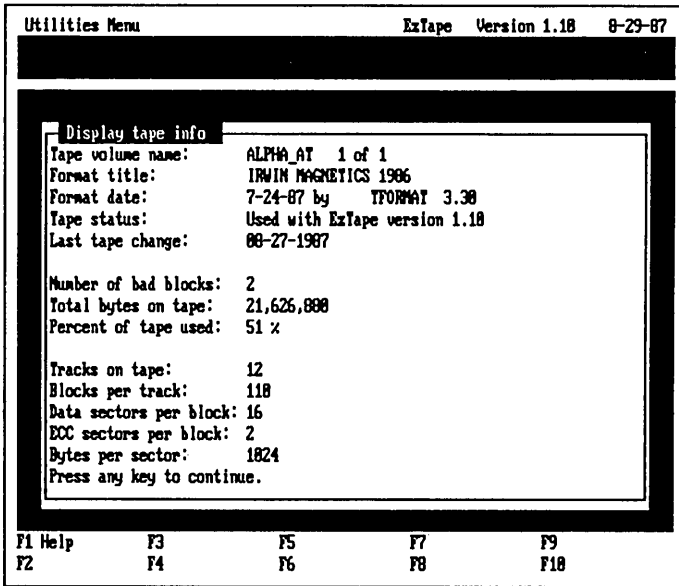 Utilities Menu ExTape Version 1.10 8-29-87
Display tape info
Tape volume name: ALPHA_AT 1 of 1
Format title: IRWIN MAGNETICS 1986
Format date: 7-24-87 by TFORMAT 3.30
Tape status: Used with EzTape version 1.10
Last tape change: 08-27-1987
Number of bad blocks: 2
Total bytes on tape: 21,626,880
Percent of tape used: 51 %
Tracks on tape: 12
Blocks per track: 110
Data sectors per block: 16
ECC sectors per block: 2
Bytes per sector: 1024
Press any key to continue.
F1 Help F3 F5 F7 F9
F2 F4 F6 F8 F10